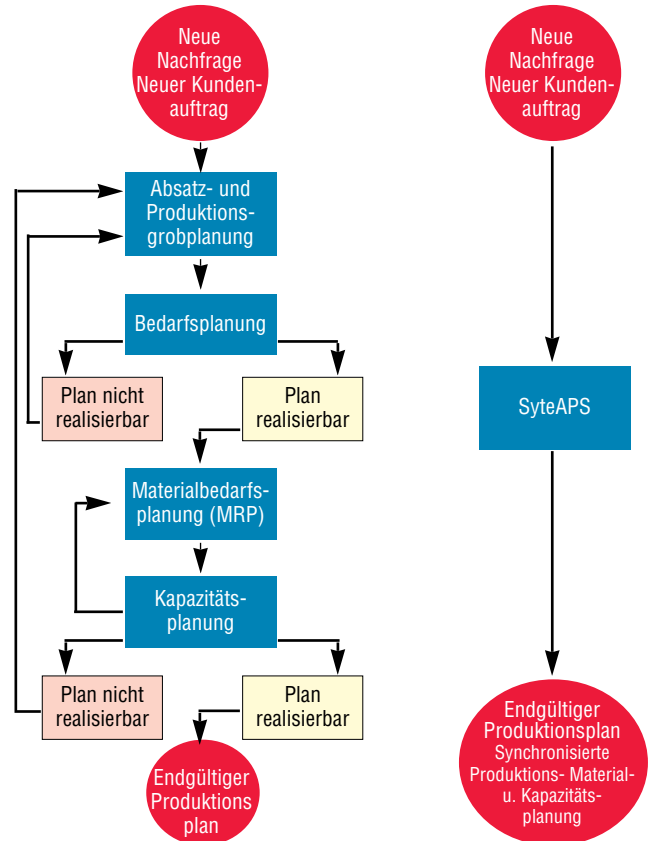 Neue
Nachfrage
Neuer Kunden-
auftrag
Absatz- und
Produktions-
grobplanung
Bedarfsplanung
Plan nicht
realisierbar
Plan
realisierbar
Materialbedarfs-
planung (MRP)
Kapazitäts-
planung
Plan nicht
realisierbar
Plan
realisierbar
Endgültiger
Produktions
plan
Neue
Nachfrage
Neuer Kunden-
auftrag
SyteAPS
Endgültiger
Produktionsplan
Synchronisierte
Produktions- Material-
u. Kapazitäts-
planung